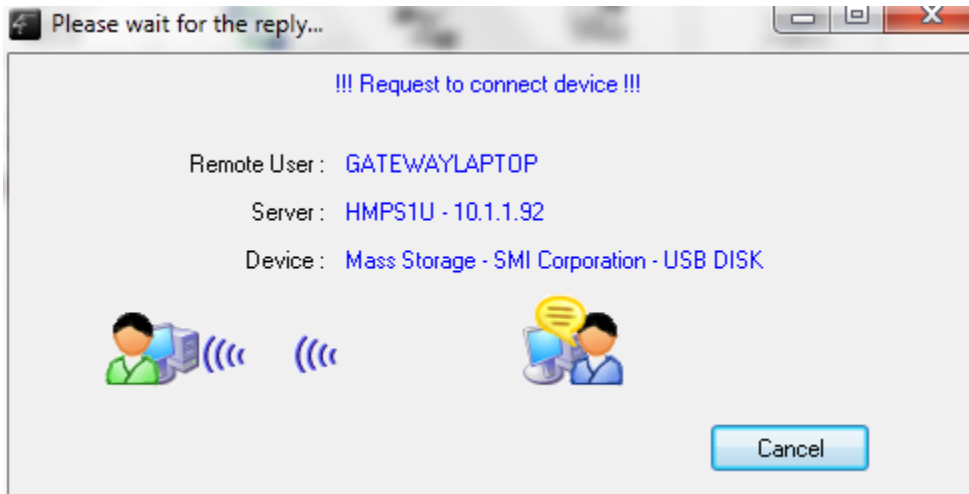 Please wait for the reply...
!!! Request to connect device !!!
Remote User : GATEWAYLAPTOP
Server : HMPS1U - 10.1.1.92
Device : Mass Storage - SMI Corporation - USB DISK
Cancel